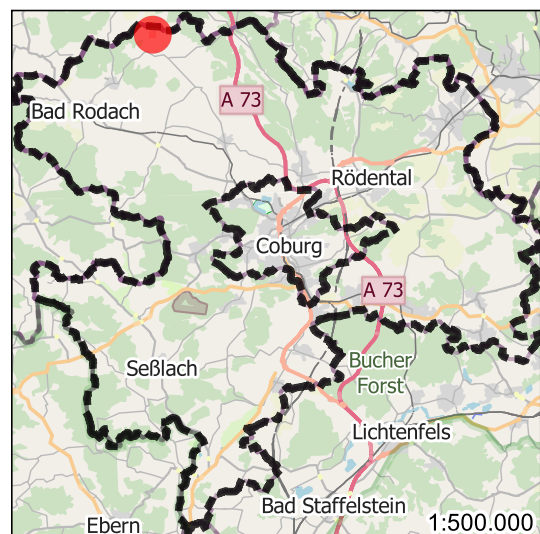 A 73
Bad Rodach
Rödental
Coburg
A 73
Bucher
Forst
Seßlach
Lichtenfels
Bad Staffelstein
Ebern
1:500.000